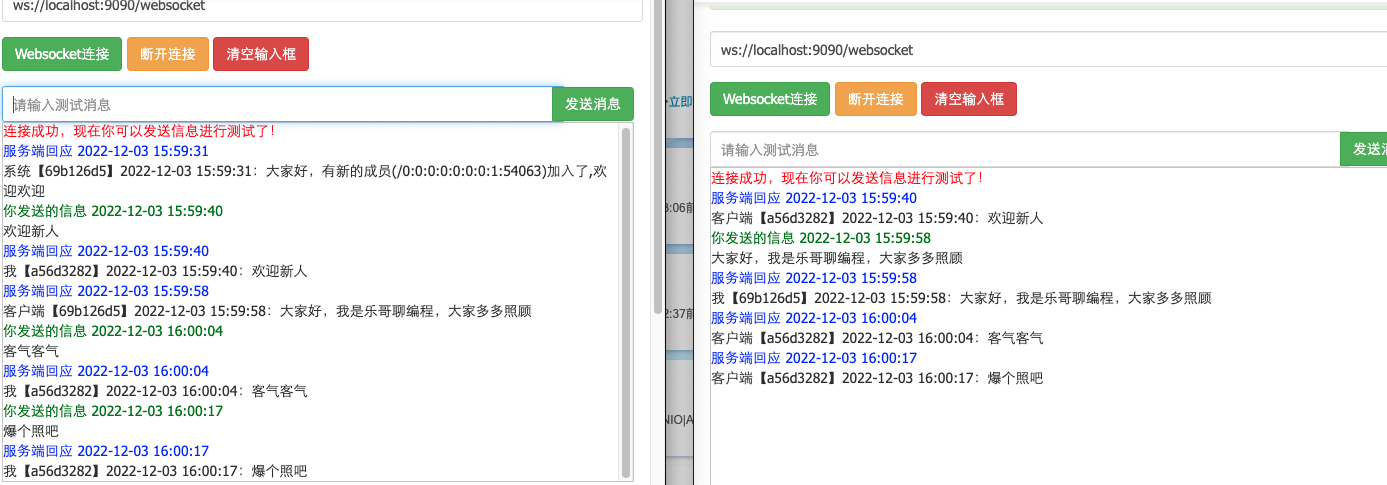 ws://localhost:9090/websocket
Websocket连接 断开连接 清空输入框
请输入测试消息 发送消息
连接成功，现在你可以发送信息进行测试了！
服务端回应 2022-12-03 15:59:31
系统【69b126d5】2022-12-03 15:59:31：大家好，有新的成员(/0:0:0:0:0:0:0:1:54063)加入了,欢
迎欢迎
你发送的信息 2022-12-03 15:59:40
欢迎新人
服务端回应 2022-12-03 15:59:40
我【a56d3282】2022-12-03 15:59:40：欢迎新人
服务端回应 2022-12-03 15:59:58
客户端【69b126d5】2022-12-03 15:59:58：大家好，我是乐哥聊编程，大家多多照顾
你发送的信息 2022-12-03 16:00:04
客气客气
服务端回应 2022-12-03 16:00:04
我【a56d3282】2022-12-03 16:00:04：客气客气
你发送的信息 2022-12-03 16:00:17
爆个照吧
服务端回应 2022-12-03 16:00:17
我【a56d3282】2022-12-03 16:00:17：爆个照吧
立即
3:06前
2:37前
NIO|A
ws://localhost:9090/websocket
Websocket连接 断开连接 清空输入框
请输入测试消息 发送消
连接成功，现在你可以发送信息进行测试了！
服务端回应 2022-12-03 15:59:40
客户端【a56d3282】2022-12-03 15:59:40：欢迎新人
你发送的信息 2022-12-03 15:59:58
大家好，我是乐哥聊编程，大家多多照顾
服务端回应 2022-12-03 15:59:58
我【69b126d5】2022-12-03 15:59:58：大家好，我是乐哥聊编程，大家多多照顾
服务端回应 2022-12-03 16:00:04
客户端【a56d3282】2022-12-03 16:00:04：客气客气
服务端回应 2022-12-03 16:00:17
客户端【a56d3282】2022-12-03 16:00:17：爆个照吧